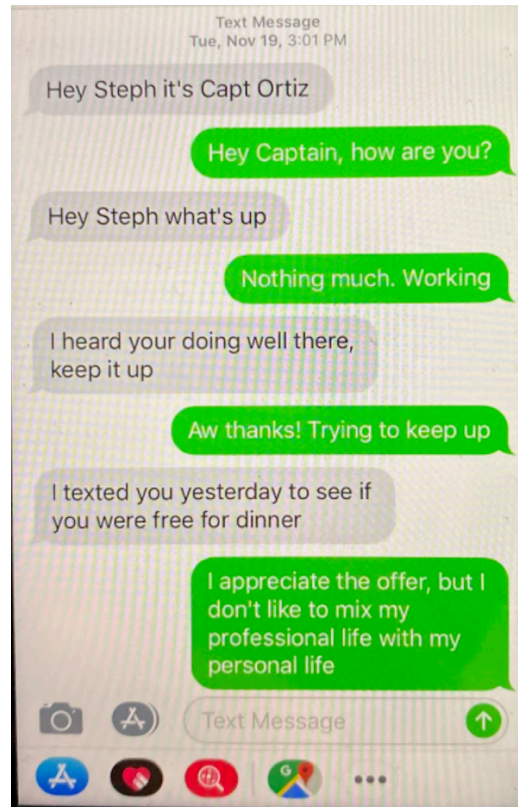 Text Message
Tue, Nov 19, 3:01 PM
Hey Steph it's Capt Ortiz
Hey Captain, how are you?
Hey Steph what's up
Nothing much. Working
I heard your doing well there,
keep it up
Aw thanks! Trying to keep up
I texted you yesterday to see if
you were free for dinner
I appreciate the offer, but I
don't like to mix my
professional life with my
personal life
Text Message